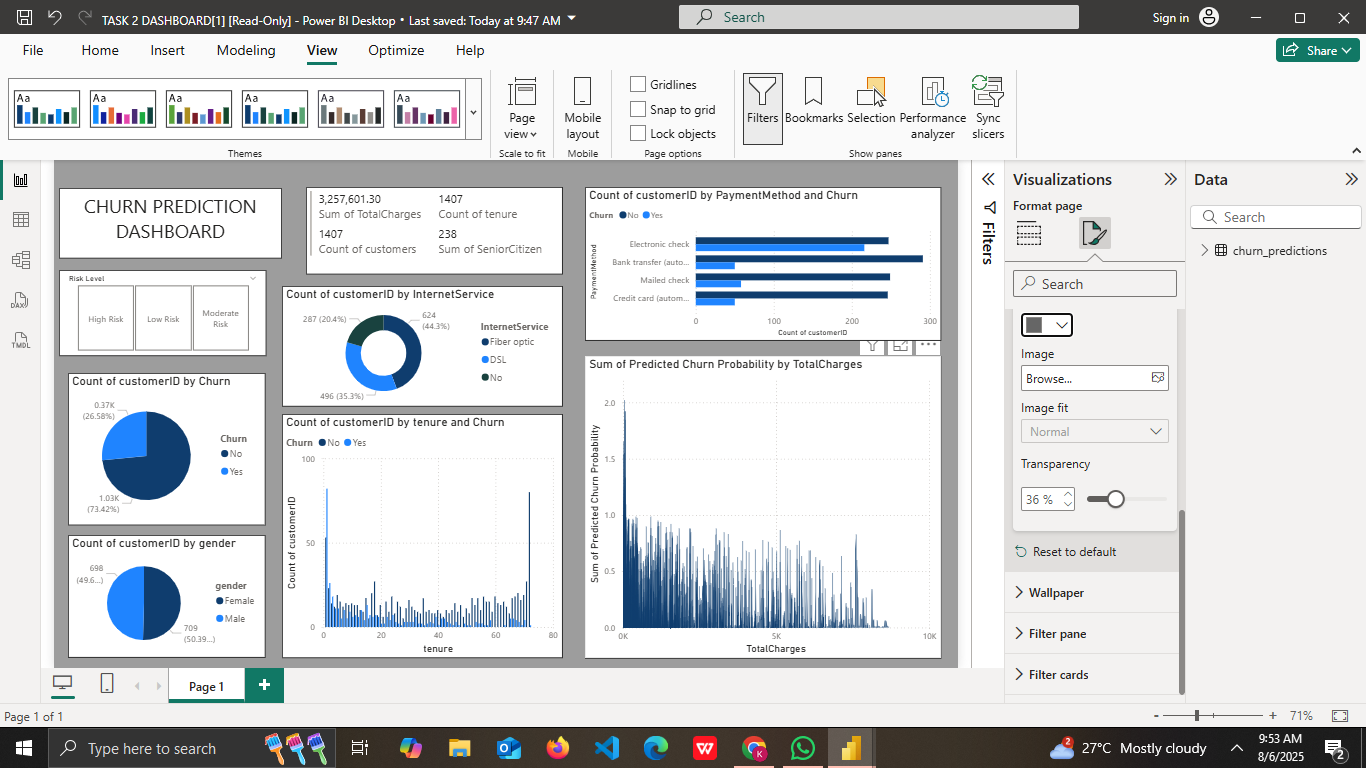 TASK 2 DASHBOARD[1] [Read-Only] - Power BI Desktop • Last saved: Today at 9:47 AM
Search
Sign in
File Home Insert Modeling View Optimize Help
Share
Aa Aa Aa Aa Aa Aa
Themes
Page view
Scale to fit
Mobile layout
Mobile
Gridlines
Snap to grid
Lock objects
Page options
Filters
Bookmarks
Selection
Performance analyzer
Sync slicers
Show panes
CHURN PREDICTION
DASHBOARD
3,257,601.30 1407
Sum of TotalCharges Count of tenure
1407 238
Count of customers Sum of SeniorCitizen
Risk Level
High Risk Low Risk Moderate Risk
Count of customerID by Churn
0.37K
(26.58%)
1.03K
(73.42%)
Churn
No
Yes
Count of customerID by gender
698
(49.6...)
709
(50.39...)
gender
Female
Male
Count of customerID by InternetService
287 (20.4%)
624
(44.3%)
496 (35.3%)
InternetService
Fiber optic
DSL
No
Count of customerID by tenure and Churn
Churn No Yes
100
50
0
Count of customerID
0 20 40 60 80
tenure
Count of customerID by PaymentMethod and Churn
Churn No Yes
PaymentMethod
Electronic check
Bank transfer (auto...
Mailed check
Credit card (autom...
0 100 200 300
Count of customerID
Sum of Predicted Churn Probability by TotalCharges
Sum of Predicted Churn Probability
2.0
1.5
1.0
0.5
0.0
0K 5K 10K
TotalCharges
Filters
Visualizations
Format page
Search
Image
Browse...
Image fit
Normal
Transparency
36 %
Reset to default
Wallpaper
Filter pane
Filter cards
Data
Search
churn_predictions
DAX
TMDL
Page 1
Page 1 of 1
- + 71%
Type here to search
W
K
2
27°C Mostly cloudy
9:53 AM
8/6/2025
2